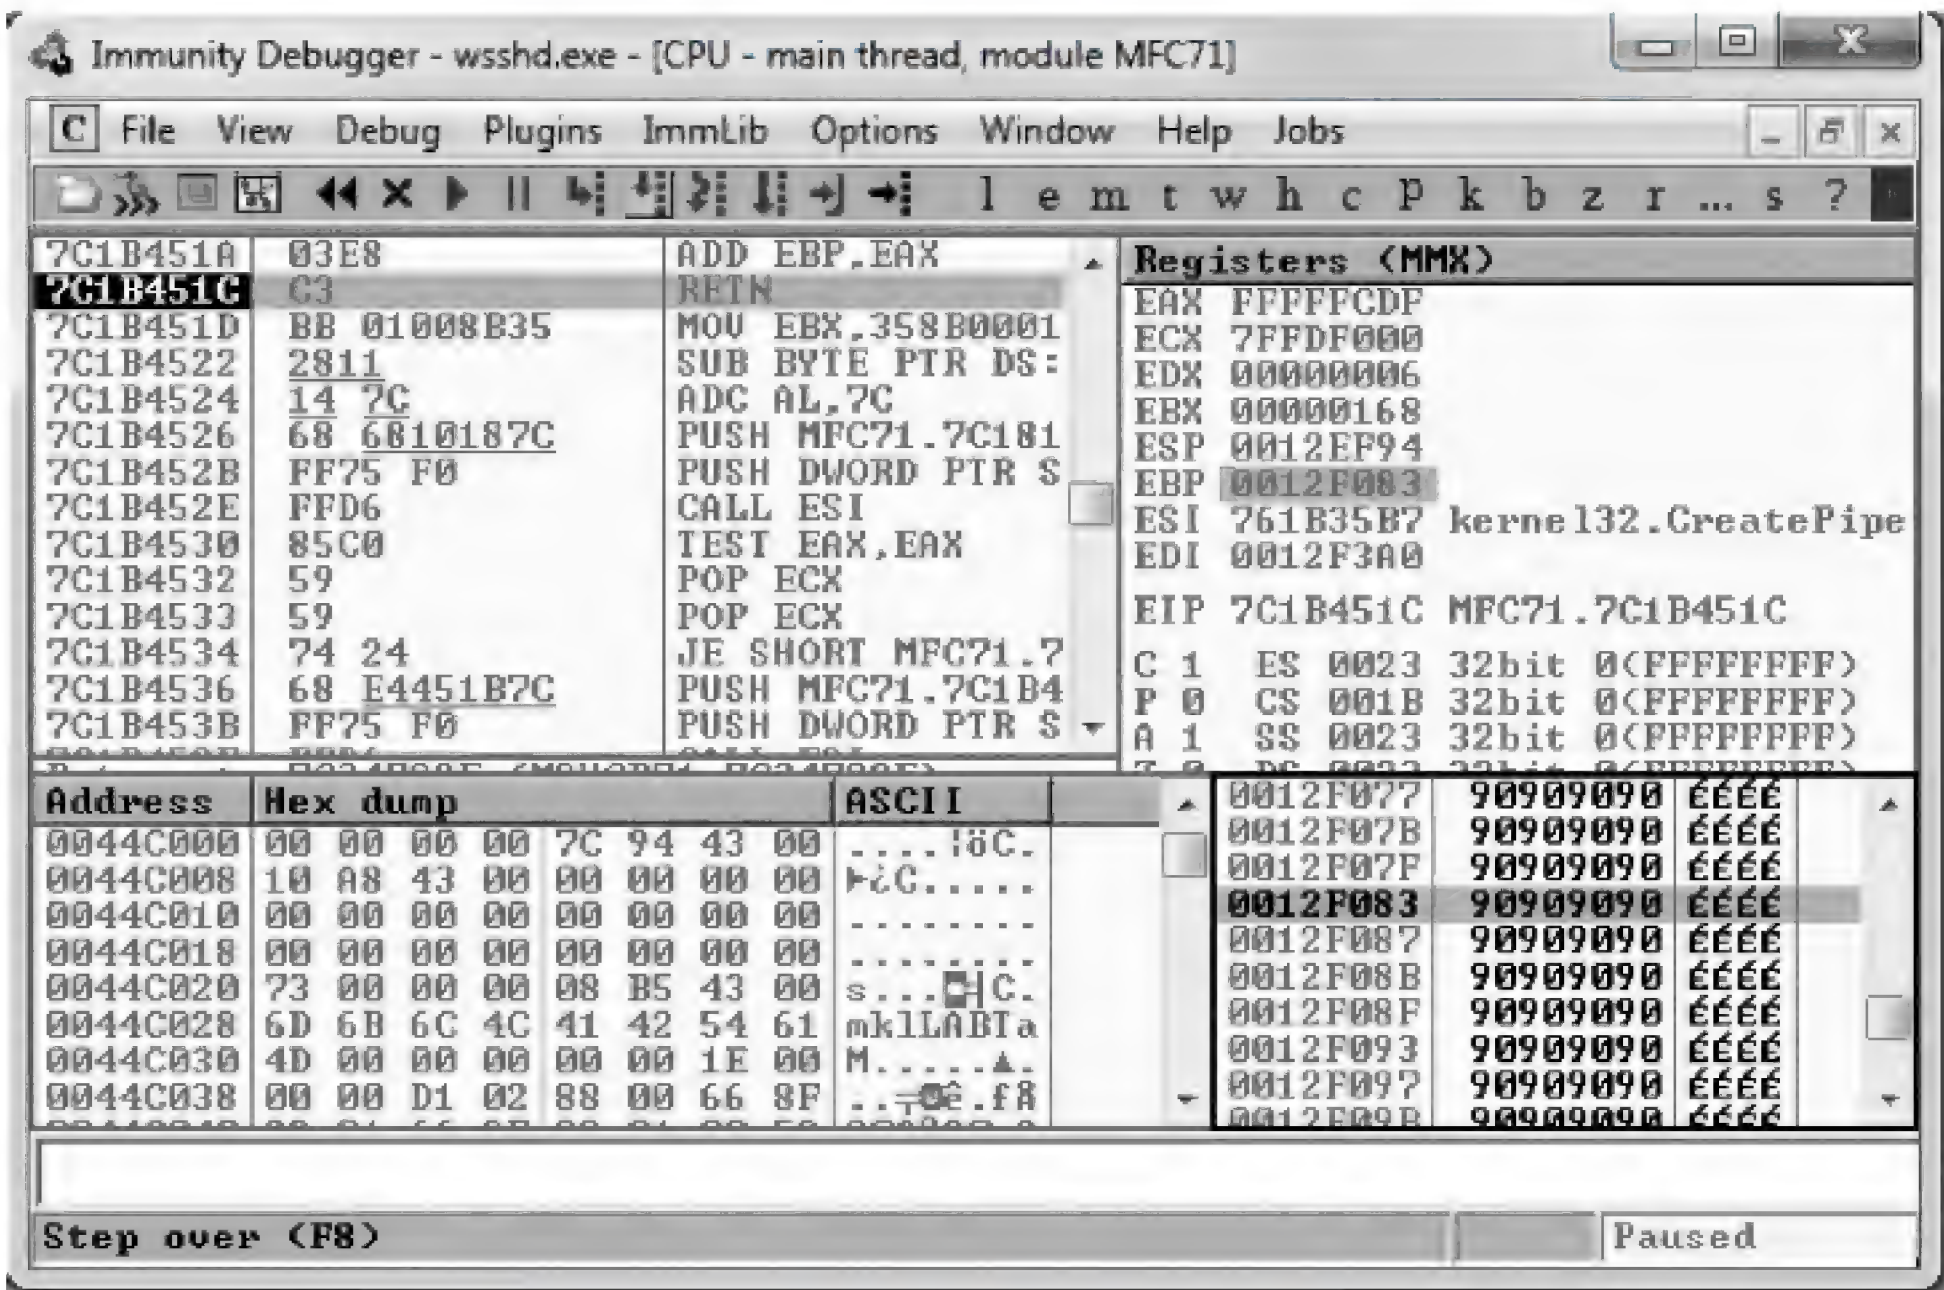 Immunity Debugger - wsshd.exe - [CPU - main thread, module MFC71]
C File View Debug Plugins ImmLib Options Window Help Jobs
l e m t w h c P k b z r ... s ?
7C1B451A 03E8 ADD EBP,EAX
7C1B451C C3 RETN
7C1B451D BB 01008B35 MOV EBX,358B0001
7C1B4522 2811 SUB BYTE PTR DS:
7C1B4524 14 7C ADC AL,7C
7C1B4526 68 6810187C PUSH MFC71.7C181
7C1B452B FF75 F0 PUSH DWORD PTR S
7C1B452E FFD6 CALL ESI
7C1B4530 85C0 TEST EAX,EAX
7C1B4532 59 POP ECX
7C1B4533 59 POP ECX
7C1B4534 74 24 JE SHORT MFC71.7
7C1B4536 68 E4451B7C PUSH MFC71.7C1B4
7C1B453B FF75 F0 PUSH DWORD PTR S
Registers (MMX)
EAX FFFFFCDF
ECX 7FFDF000
EDX 00000006
EBX 00000168
ESP 0012EF94
EBP 0012F083
ESI 761B35B7 kernel32.CreatePipe
EDI 0012F3A0
EIP 7C1B451C MFC71.7C1B451C
C 1 ES 0023 32bit 0(FFFFFFFF)
P 0 CS 001B 32bit 0(FFFFFFFF)
A 1 SS 0023 32bit 0(FFFFFFFF)
Address Hex dump ASCII
0044C000 00 00 00 00 7C 94 43 00 ....¦öC.
0044C008 10 A8 43 00 00 00 00 00 ►¿C.....
0044C010 00 00 00 00 00 00 00 00 ........
0044C018 00 00 00 00 00 00 00 00 ........
0044C020 73 00 00 00 08 B5 43 00 s...◘╡C.
0044C028 6D 6B 6C 4C 41 42 54 61 mklLABTa
0044C030 4D 00 00 00 00 00 1E 00 M.....▲.
0044C038 00 00 D1 02 88 00 66 8F ..╤☻ê.fÅ
0012F077 90909090 ÉÉÉÉ
0012F07B 90909090 ÉÉÉÉ
0012F07F 90909090 ÉÉÉÉ
0012F083 90909090 ÉÉÉÉ
0012F087 90909090 ÉÉÉÉ
0012F08B 90909090 ÉÉÉÉ
0012F08F 90909090 ÉÉÉÉ
0012F093 90909090 ÉÉÉÉ
0012F097 90909090 ÉÉÉÉ
0012F09B 90909090 ÉÉÉÉ
Step over (F8) Paused